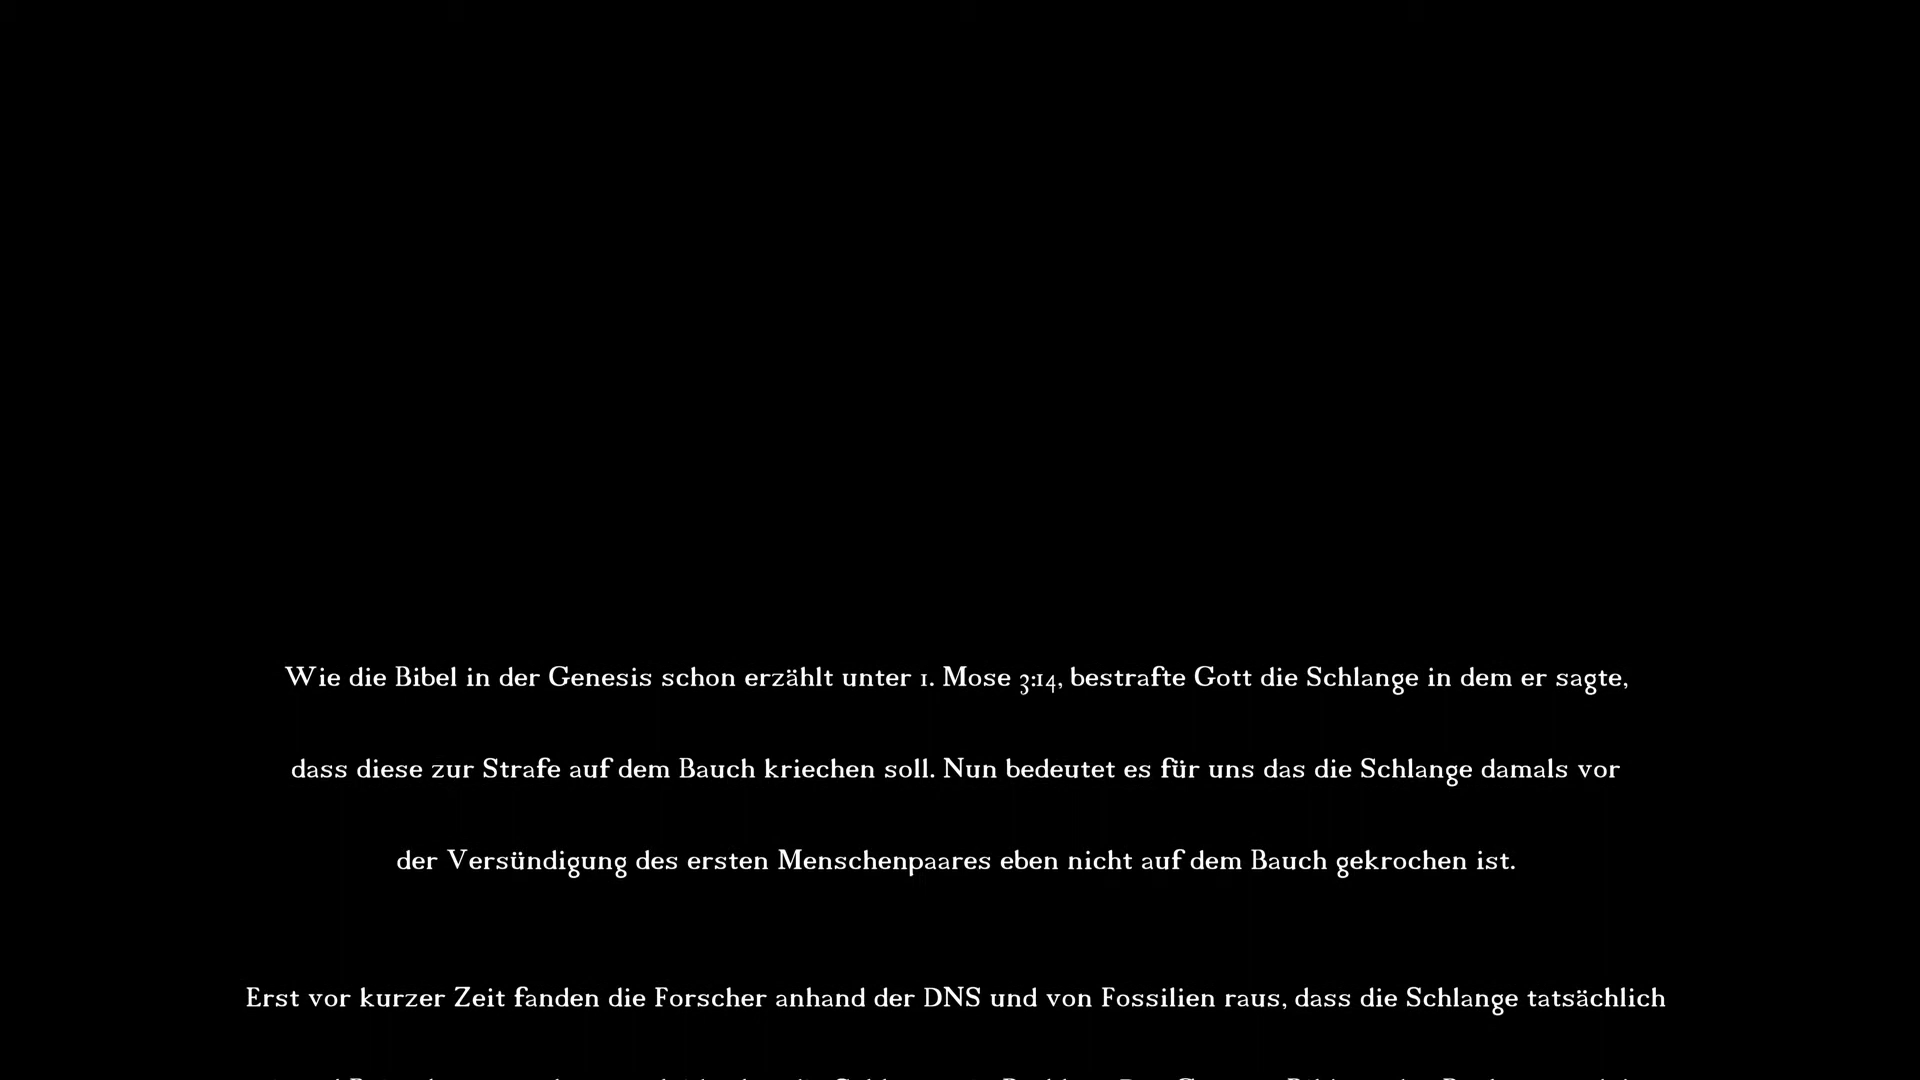 Wie die Bibel in der Genesis schon erzählt unter 1. Mose 3:14, bestrafte Gott die Schlange in dem er sagte,
dass diese zur Strafe auf dem Bauch kriechen soll. Nun bedeutet es für uns das die Schlange damals vor
der Versündigung des ersten Menschenpaares eben nicht auf dem Bauch gekrochen ist.
Erst vor kurzer Zeit fanden die Forscher anhand der DNS und von Fossilien raus, dass die Schlange tatsächlich